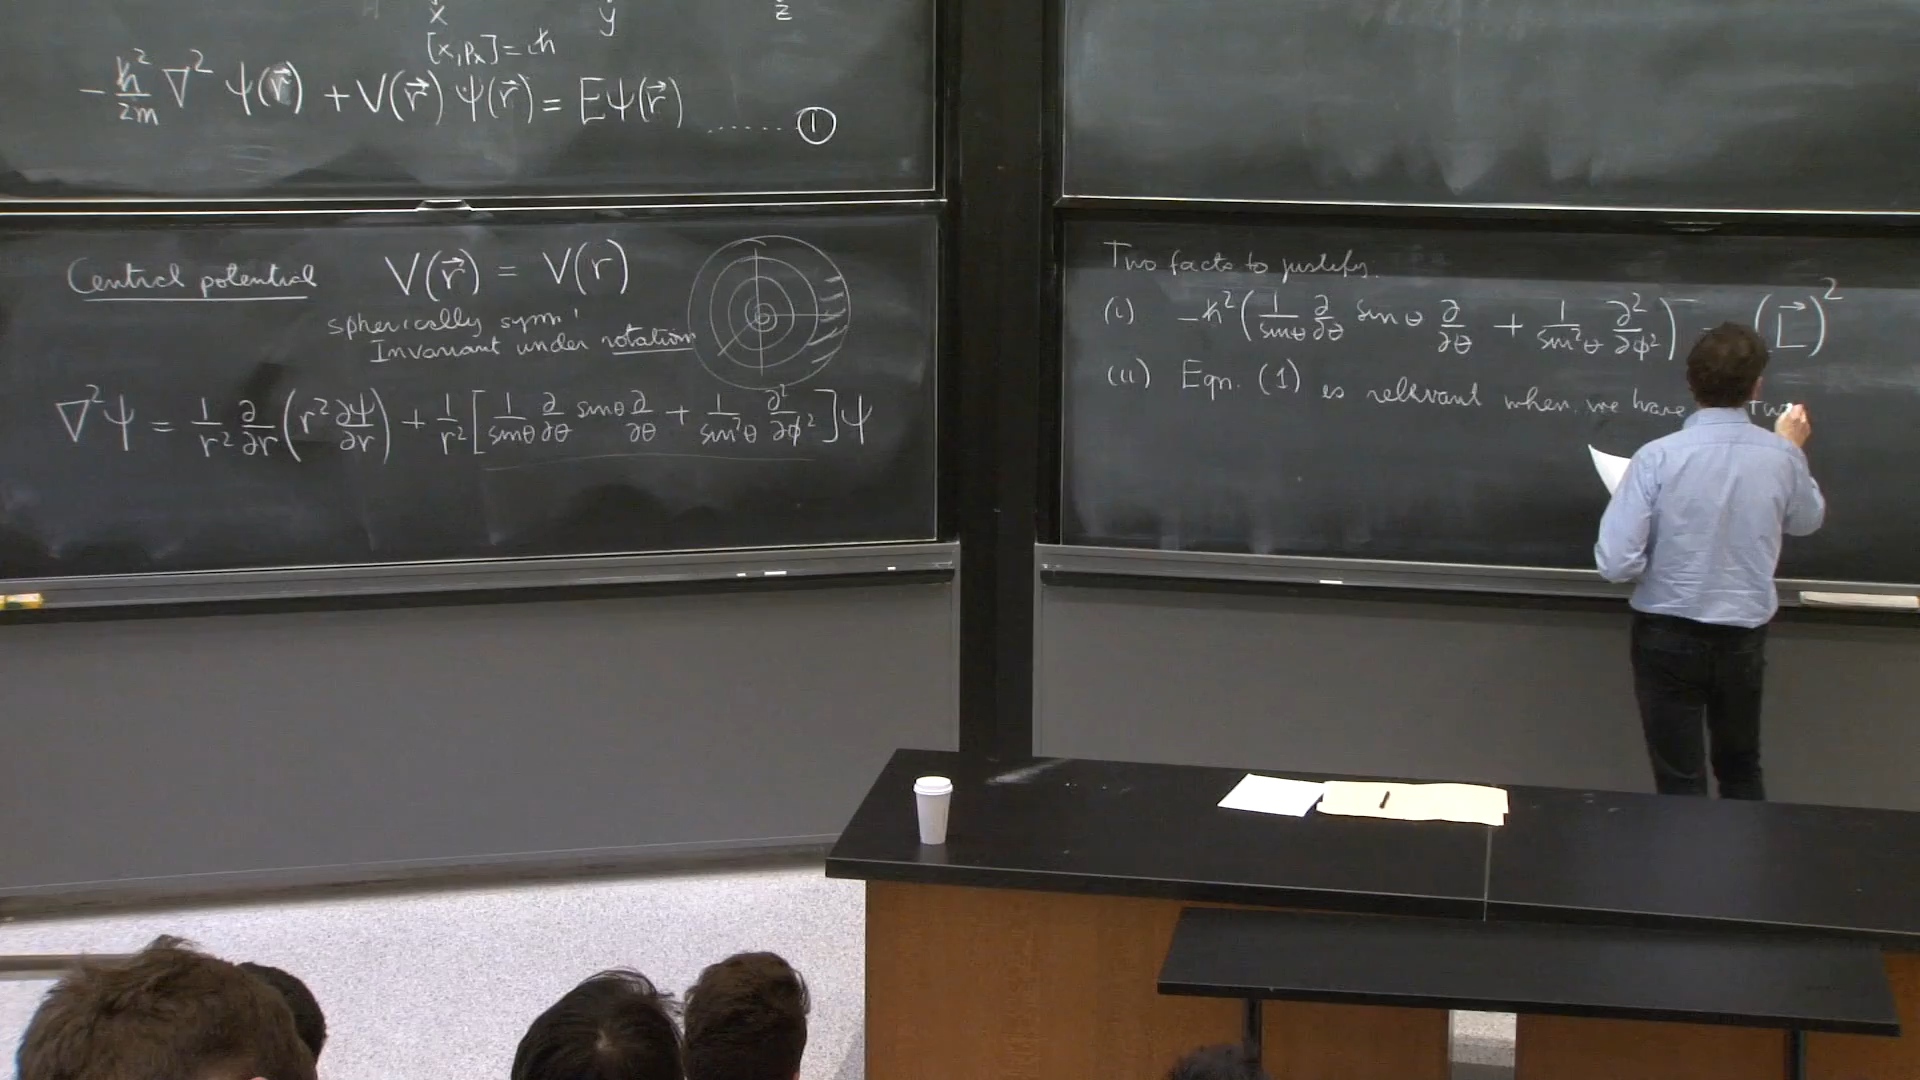 x̂ ŷ ẑ
[x, pₓ] = iħ
-ħ²/2m ∇² ψ(r⃗) + V(r⃗) ψ(r⃗) = Eψ(r⃗) ........ ①
Central potential V(r⃗) = V(r)
spherically symm'
Invariant under rotation
∇²ψ = 1/r² ∂/∂r (r² ∂ψ/∂r) + 1/r² [1/sinθ ∂/∂θ sinθ ∂/∂θ + 1/sin²θ ∂²/∂φ²] ψ
Two facts to justify.
(i) -ħ² (1/sinθ ∂/∂θ sinθ ∂/∂θ + 1/sin²θ ∂²/∂φ²) = (L⃗)²
(ii) Eqn. (1) is relevant when we have